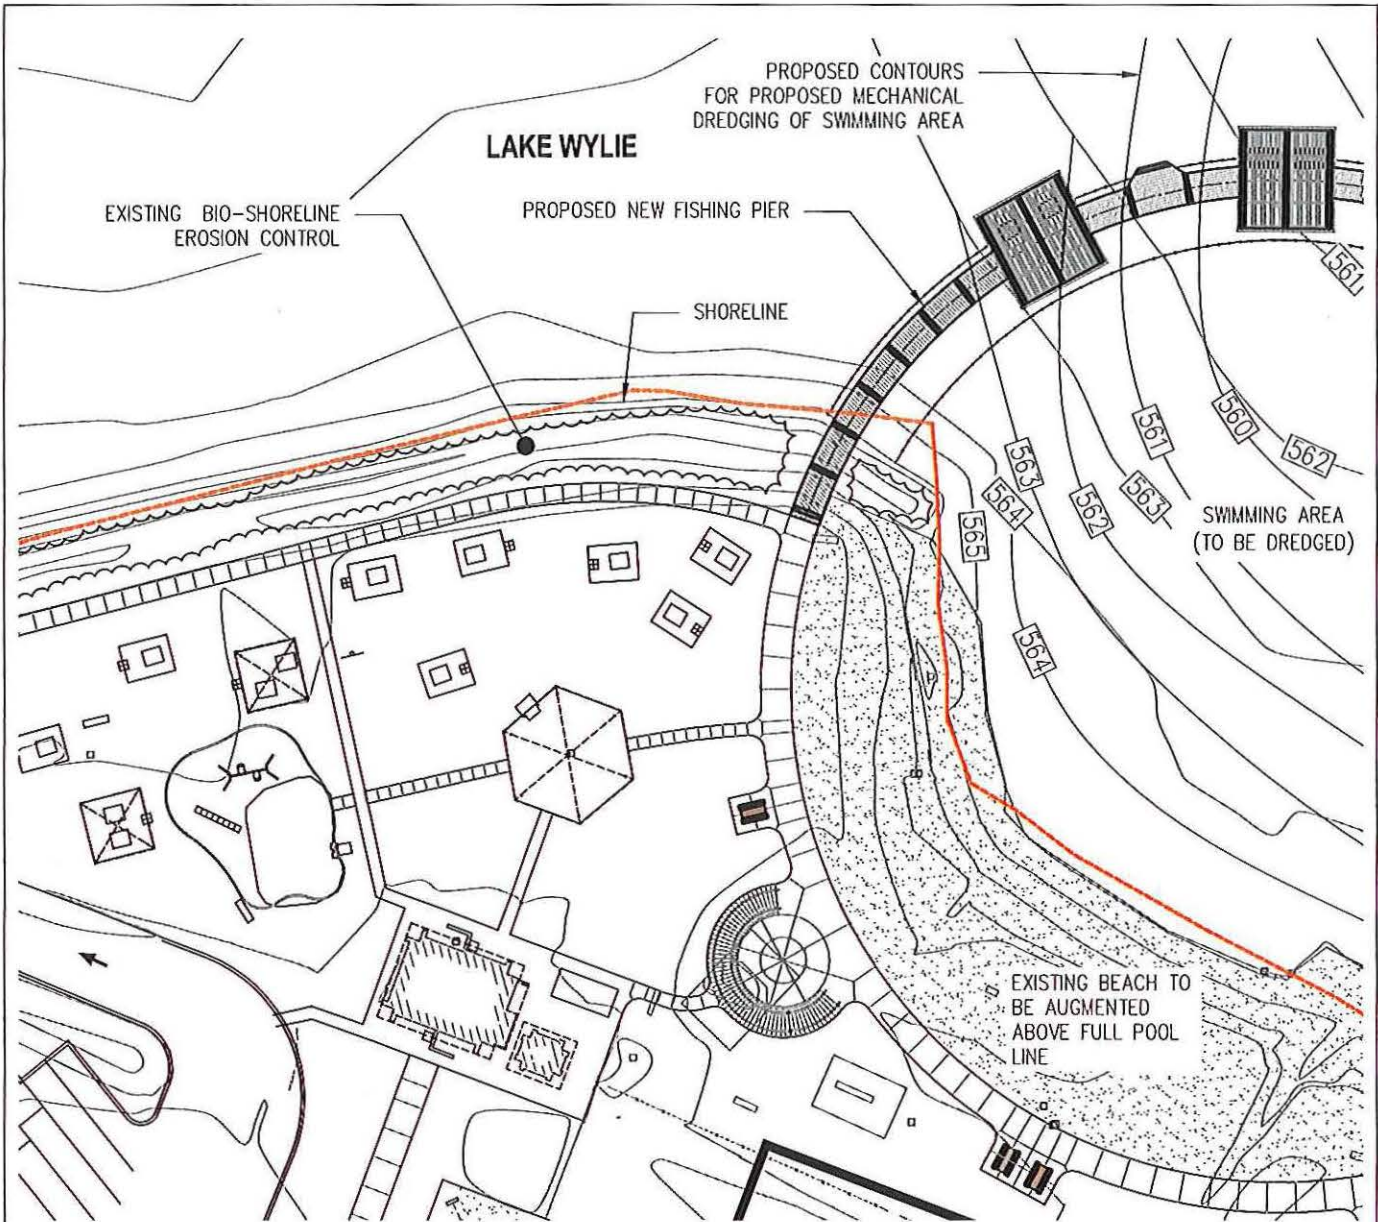 PROPOSED CONTOURS
FOR PROPOSED MECHANICAL
DREDGING OF SWIMMING AREA
LAKE WYLIE
EXISTING BIO-SHORELINE
EROSION CONTROL
PROPOSED NEW FISHING PIER
SHORELINE
561
561
560
562
563
563
562
564
565
564
SWIMMING AREA
(TO BE DREDGED)
EXISTING BEACH TO
BE AUGMENTED
ABOVE FULL POOL
LINE